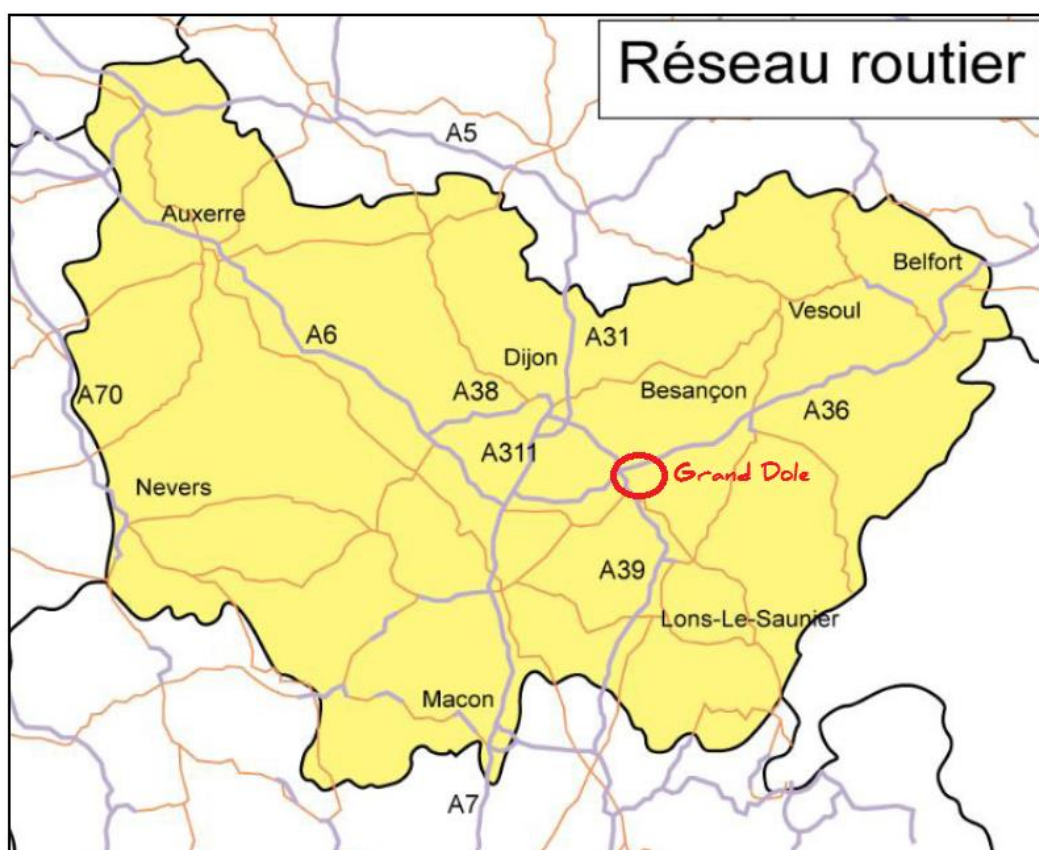 Réseau routier
A5
Auxerre
Belfort
Vesoul
A6
A31
Dijon
A70
A38
Besançon
A36
A311
Grand Dole
Nevers
A39
Lons-Le-Saunier
Macon
A7